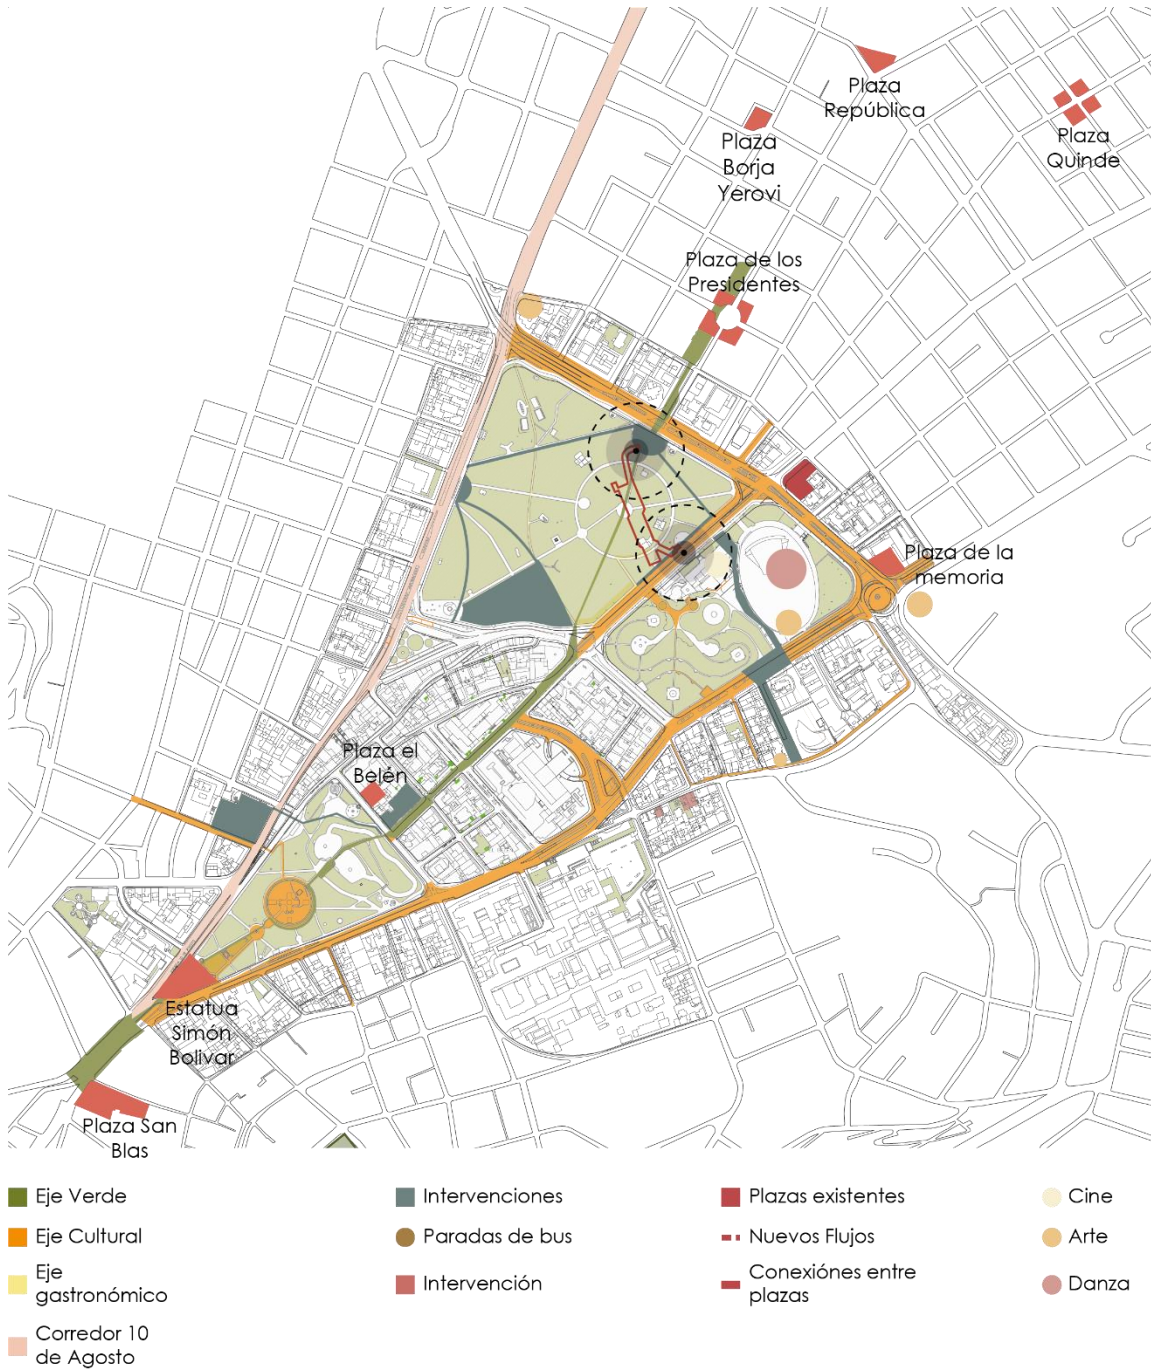 Plaza
República
Plaza
Borja
Yerovi
Plaza
Quinde
Plaza de los
Presidentes
Plaza de la
memoria
Plaza el
Belén
Estatua
Simón
Bolivar
Plaza San
Blas
Eje Verde
Eje Cultural
Eje
gastronómico
Corredor 10
de Agosto
Intervenciones
Paradas de bus
Intervención
Plazas existentes
Nuevos Flujos
Conexiónes entre
plazas
Cine
Arte
Danza